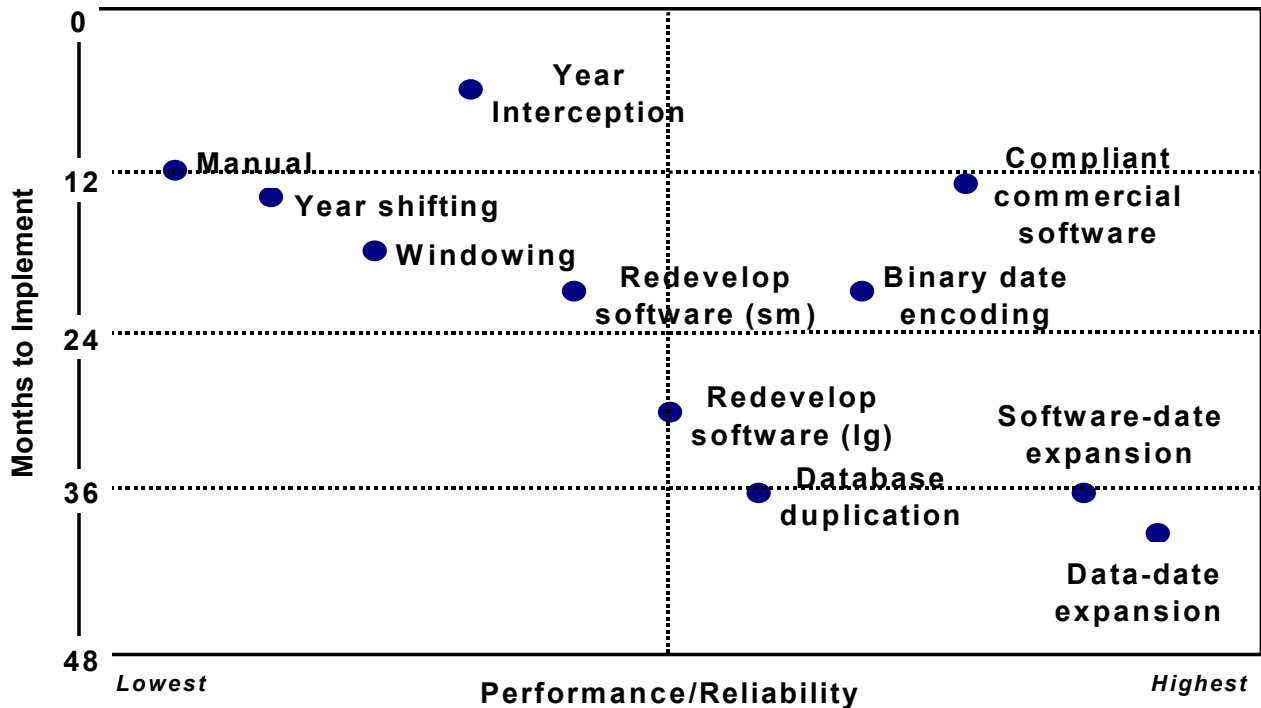 0
Year
Interception
Manual
Compliant
commercial
software
12
Year shifting
Windowing
Redevelop
software (sm)
Binary date
encoding
24
Months to Implement
Redevelop
software (lg)
Software-date
expansion
36
Database
duplication
Data-date
expansion
48
Lowest
Performance/Reliability
Highest